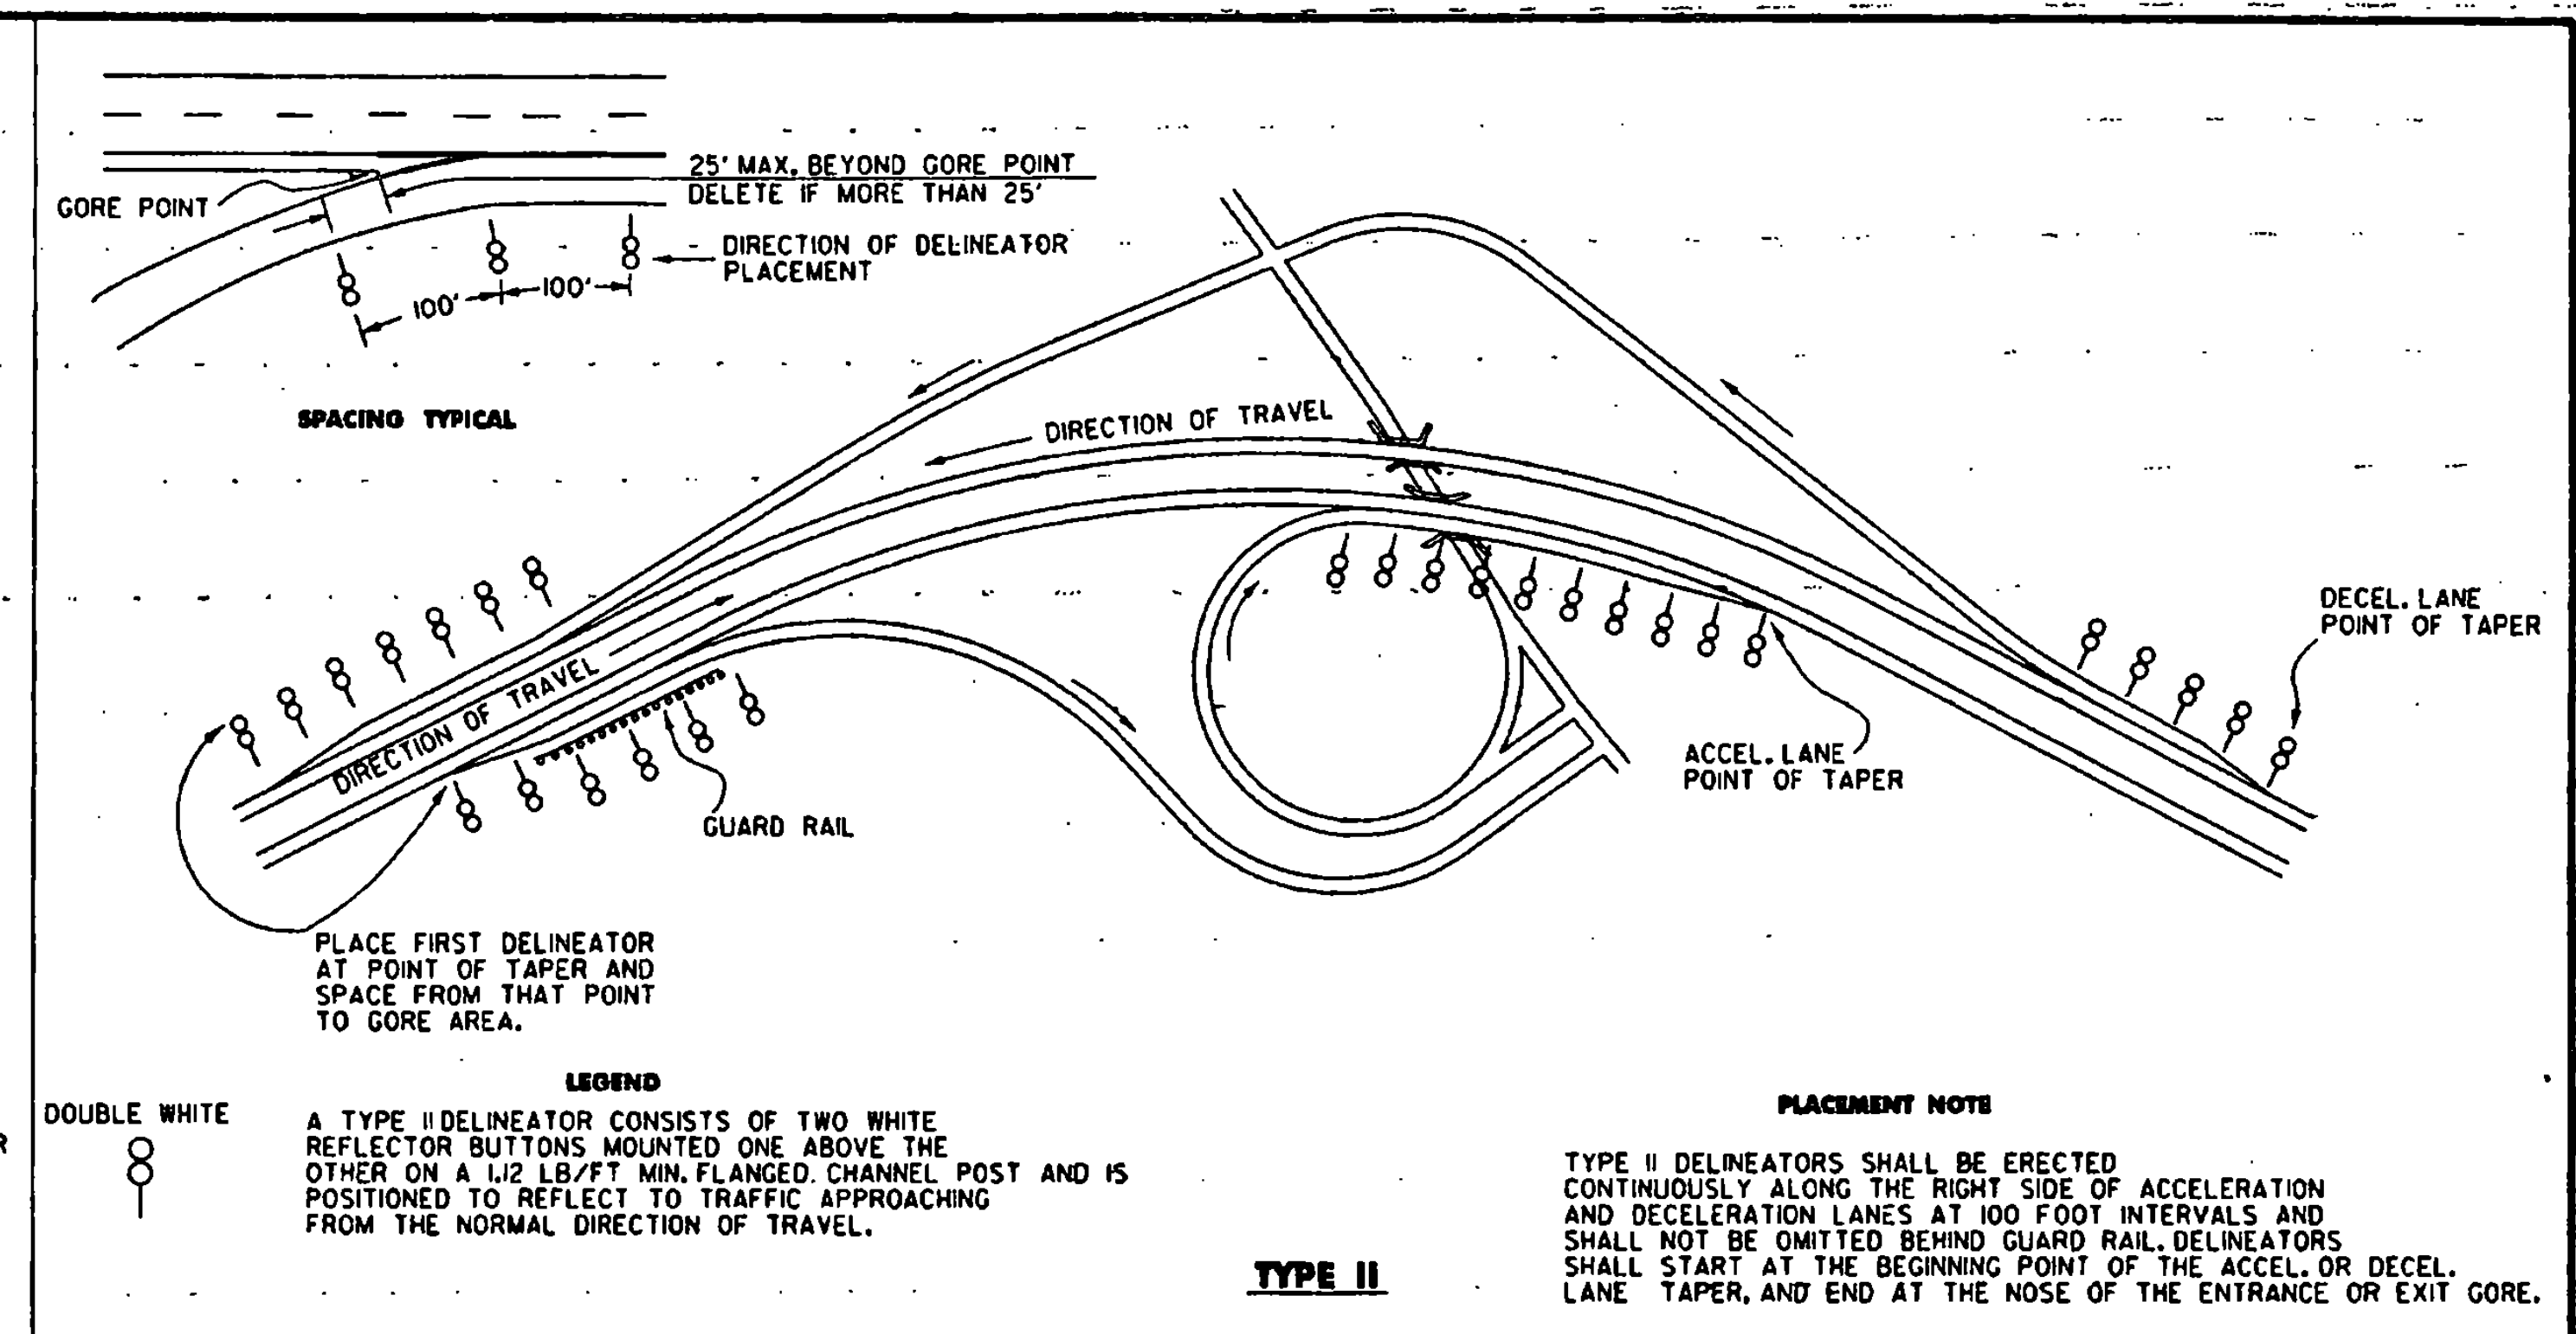 25' MAX. BEYOND GORE POINT
DELETE IF MORE THAN 25'
GORE POINT
DIRECTION OF DELINEATOR
PLACEMENT
100'
100'
SPACING TYPICAL
DIRECTION OF TRAVEL
DIRECTION OF TRAVEL
DECEL. LANE
POINT OF TAPER
ACCEL. LANE
POINT OF TAPER
GUARD RAIL
PLACE FIRST DELINEATOR
AT POINT OF TAPER AND
SPACE FROM THAT POINT
TO GORE AREA.
LEGEND
DOUBLE WHITE
A TYPE II DELINEATOR CONSISTS OF TWO WHITE
REFLECTOR BUTTONS MOUNTED ONE ABOVE THE
OTHER ON A 1.12 LB/FT MIN. FLANGED. CHANNEL POST AND IS
POSITIONED TO REFLECT TO TRAFFIC APPROACHING
FROM THE NORMAL DIRECTION OF TRAVEL.
PLACEMENT NOTE
TYPE II DELINEATORS SHALL BE ERECTED
CONTINUOUSLY ALONG THE RIGHT SIDE OF ACCELERATION
AND DECELERATION LANES AT 100 FOOT INTERVALS AND
SHALL NOT BE OMITTED BEHIND GUARD RAIL. DELINEATORS
SHALL START AT THE BEGINNING POINT OF THE ACCEL. OR DECEL.
LANE TAPER, AND END AT THE NOSE OF THE ENTRANCE OR EXIT GORE.
TYPE II